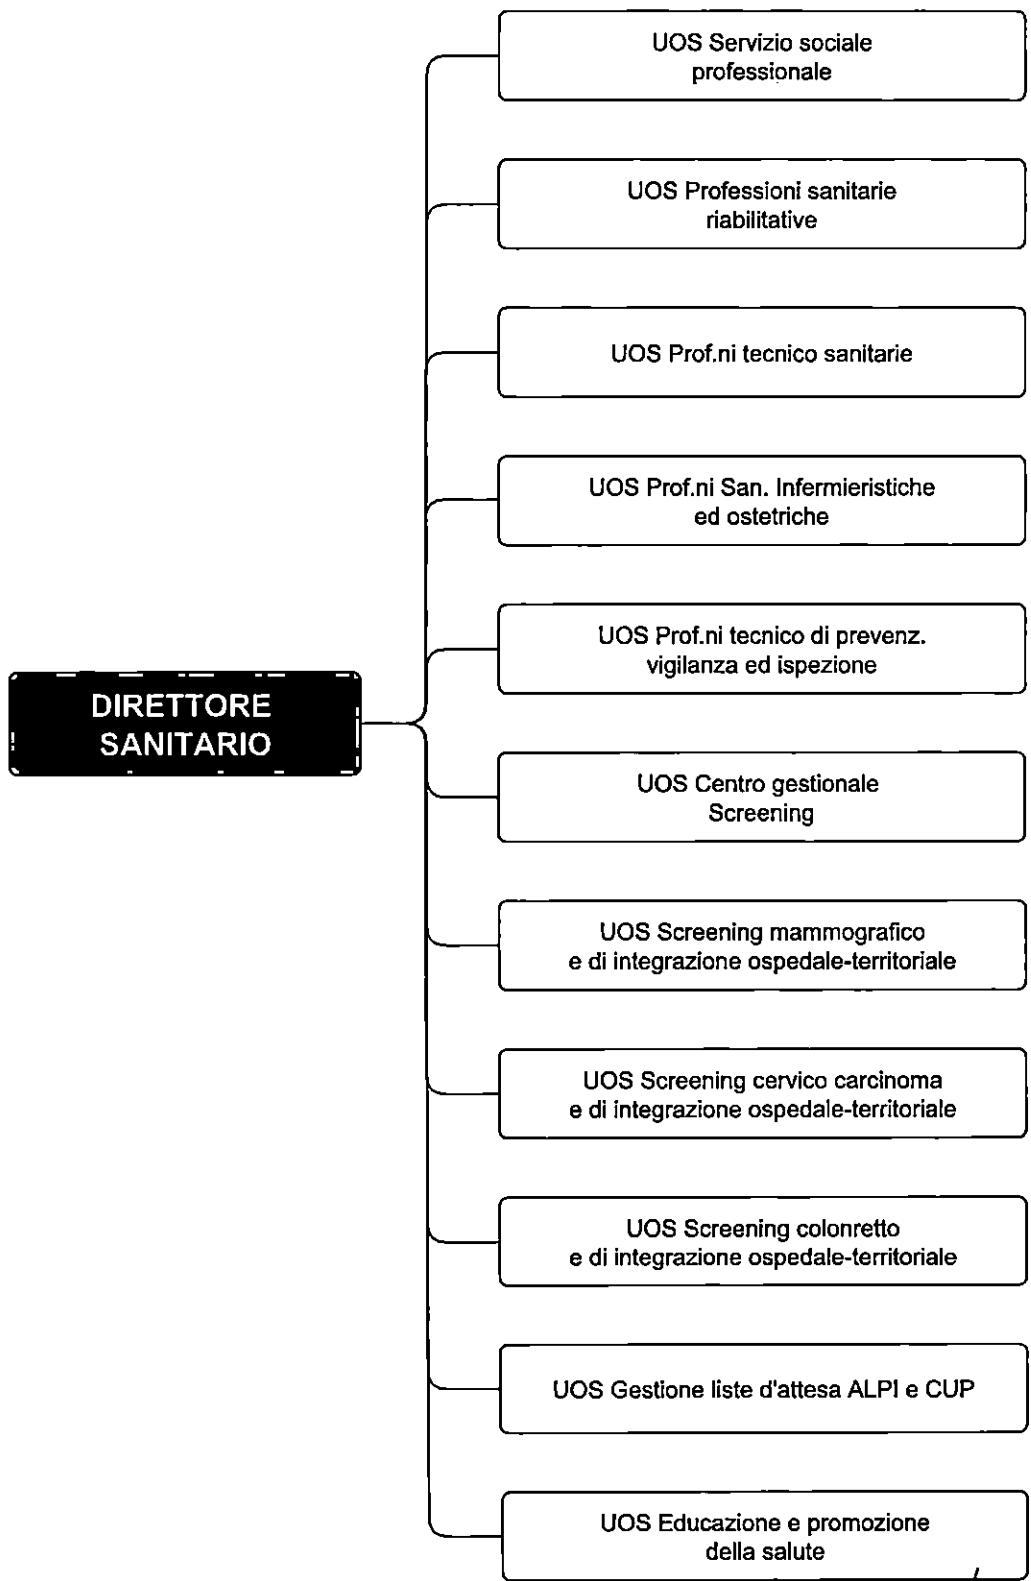 UOS Servizio sociale
professionale
UOS Professioni sanitarie
riabilitative
UOS Prof.ni tecnico sanitarie
UOS Prof.ni San. Infermieristiche
ed ostetriche
UOS Prof.ni tecnico di prevenz.
vigilanza ed ispezione
DIRETTORE
SANITARIO
UOS Centro gestionale
Screening
UOS Screening mammografico
e di integrazione ospedale-territoriale
UOS Screening cervico carcinoma
e di integrazione ospedale-territoriale
UOS Screening colonretto
e di integrazione ospedale-territoriale
UOS Gestione liste d'attesa ALPI e CUP
UOS Educazione e promozione
della salute